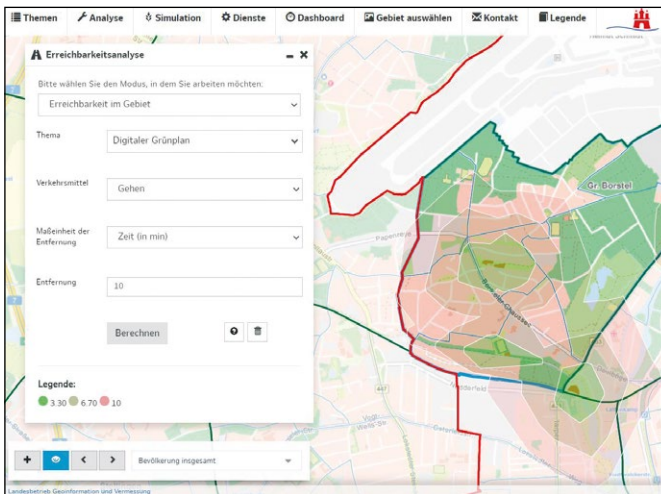 Themen Analyse Simulation Dienste Dashboard Gebiet auswählen Kontakt Legende
Erreichbarkeitsanalyse
Bitte wählen Sie den Modus, in dem Sie arbeiten möchten:
Erreichbarkeit im Gebiet
Thema
Digitaler Grünplan
Verkehrsmittel
Gehen
Maßeinheit der
Entfernung
Zeit (in min)
Entfernung
10
Berechnen
Legende:
3.30 6.70 10
Bevölkerung insgesamt
Landesbetrieb Geoinformation und Vermessung
Gr. Borstel
Papenreye